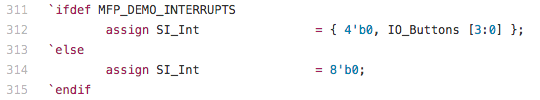 311 `ifdef MFP_DEMO_INTERRUPTS
312 assign SI_Int = { 4'b0, IO_Buttons [3:0] };
313 `else
314 assign SI_Int = 8'b0;
315 `endif